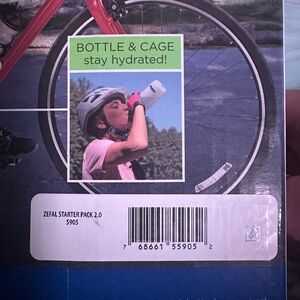 BOTTLE & CAGE
stay hydrated!
ZEFAL STARTER PACK 2.0
5905
7 68661 55905 2